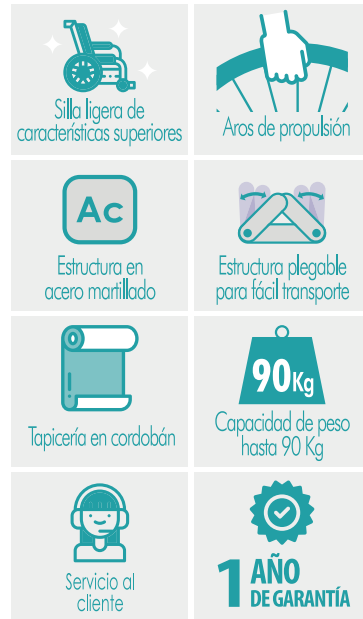 Silla ligera de
características superiores
Aros de propulsión
Ac
Estructura en
acero martillado
Estructura plegable
para fácil transporte
Tapicería en cordobán
90Kg
Capacidad de peso
hasta 90 Kg
Servicio al
cliente
1 AÑO
DE GARANTÍA